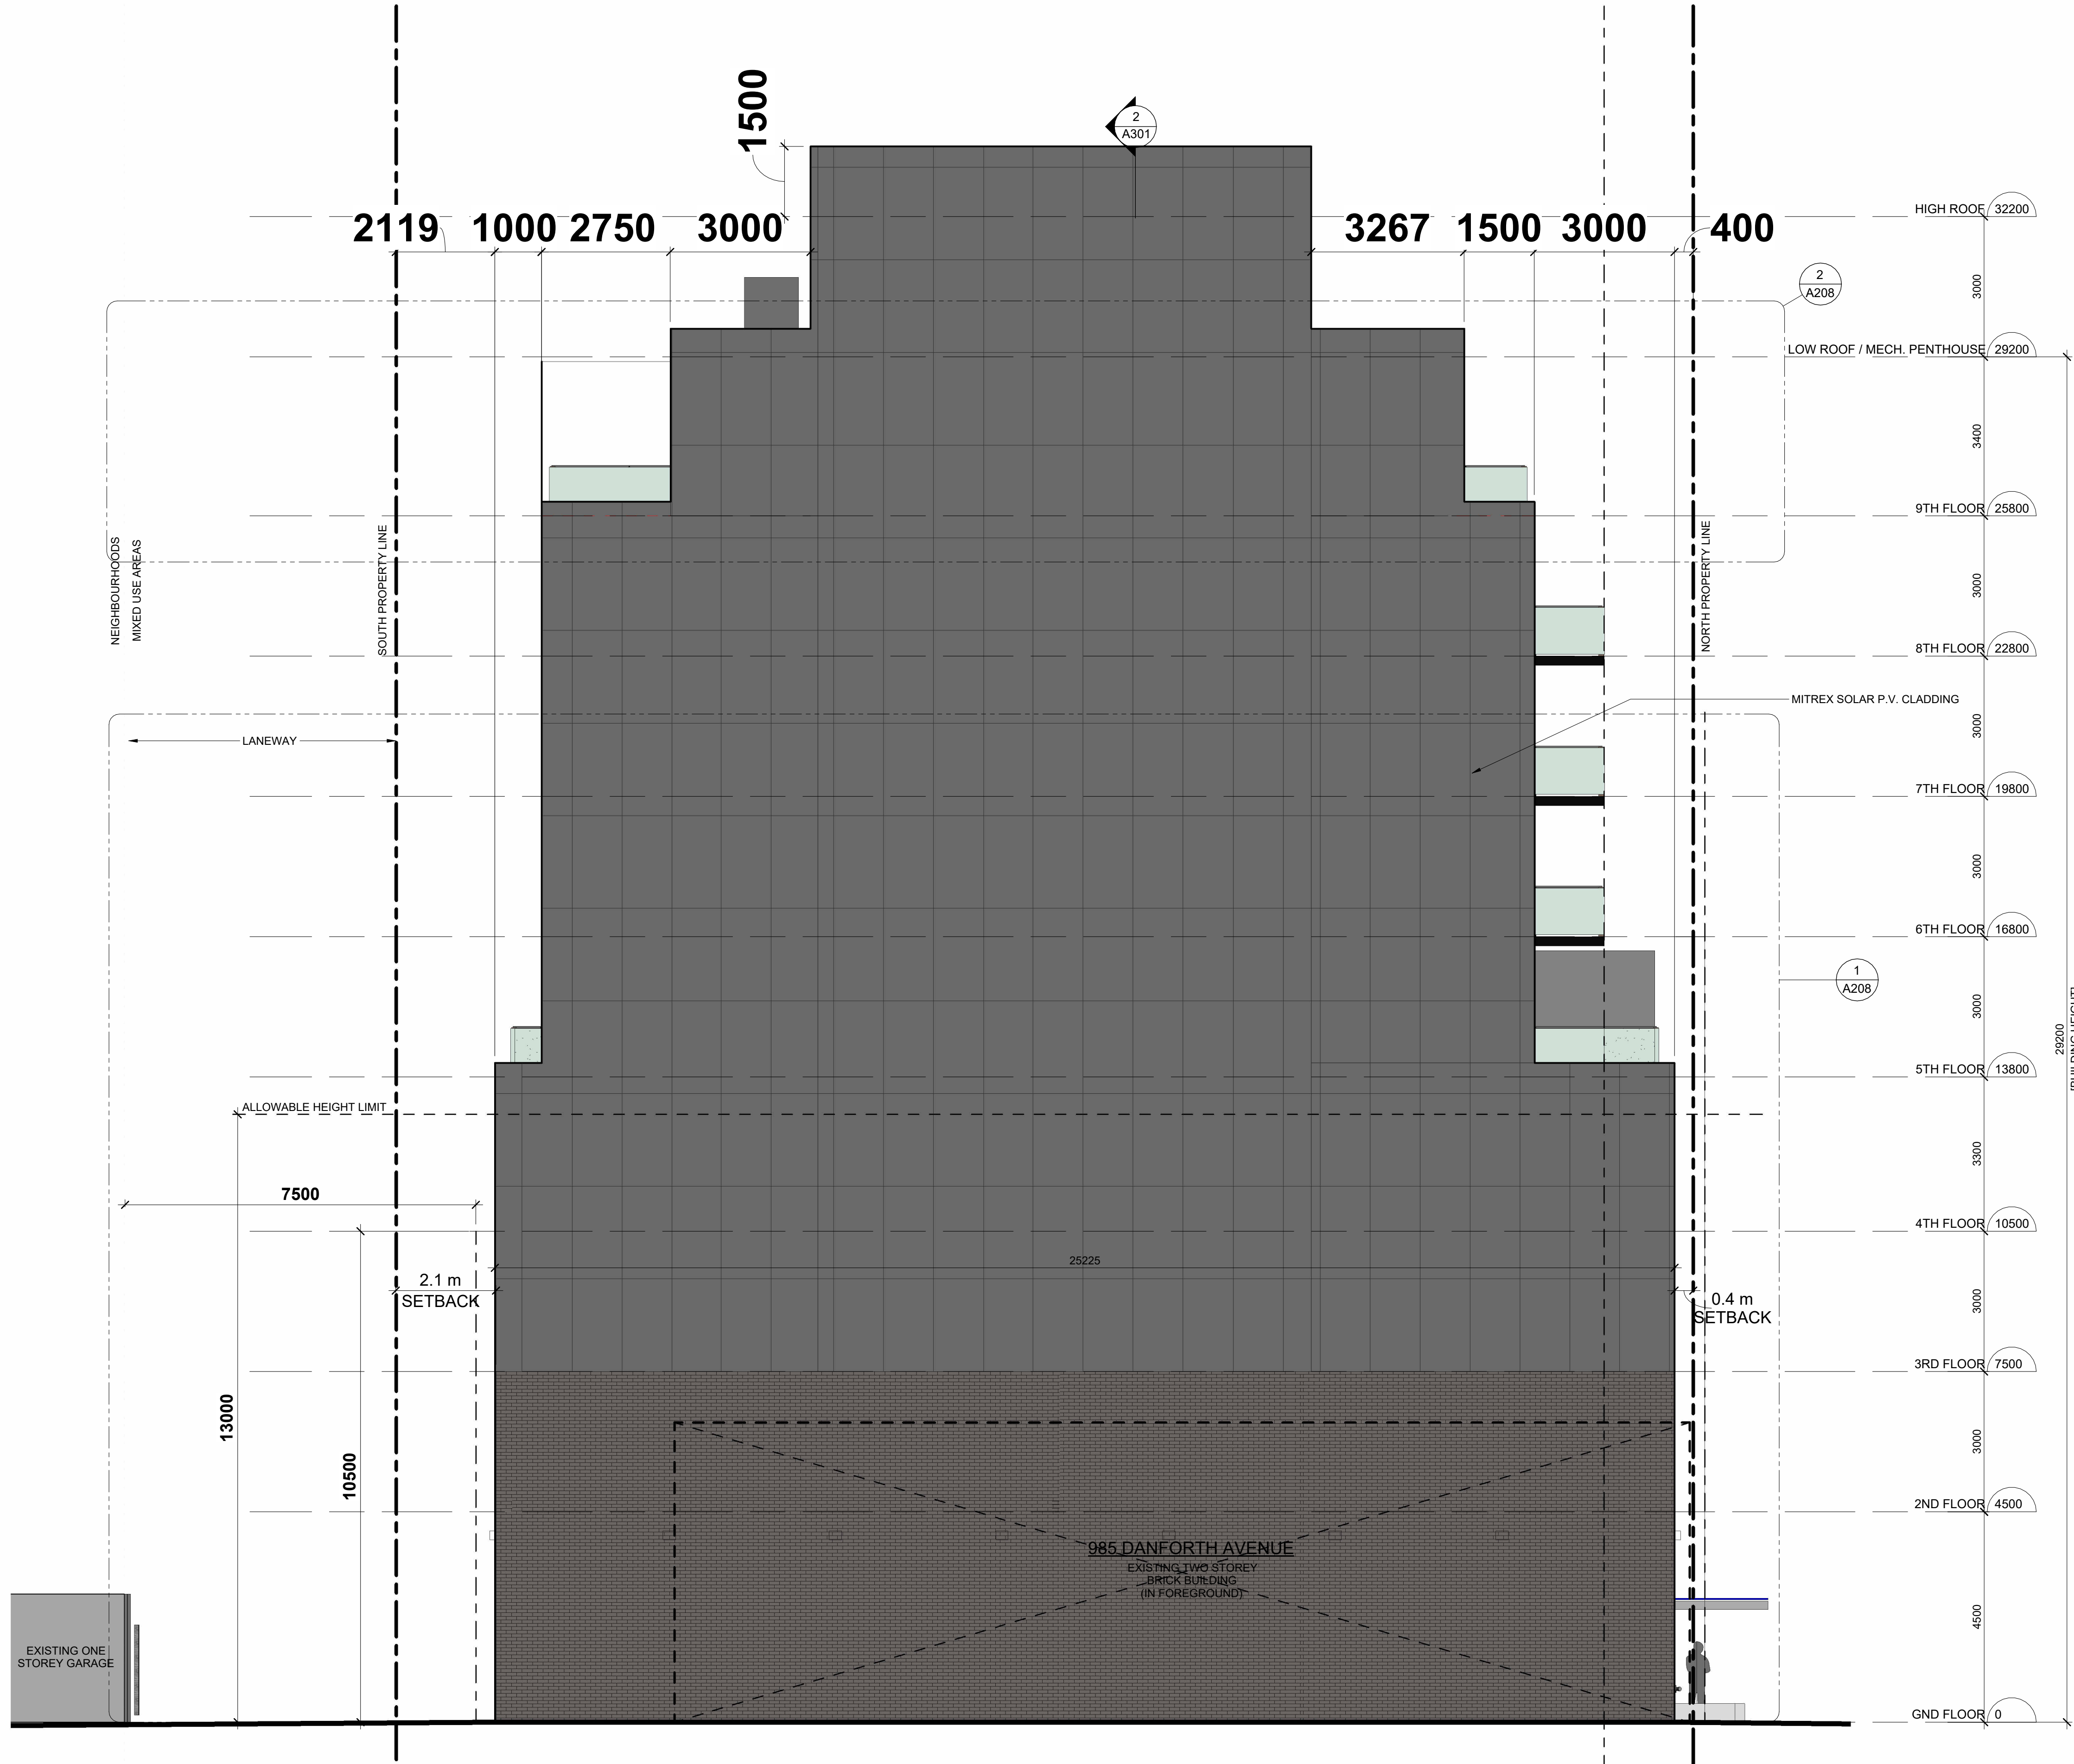 1500
2
A301
2119
1000
2750
3000
3267
1500
3000
400
HIGH ROOF 32200
3000
2
A208
LOW ROOF / MECH. PENTHOUSE 29200
3400
9TH FLOOR 25800
NEIGHBOURHOODS
MIXED USE AREAS
SOUTH PROPERTY LINE
NORTH PROPERTY LINE
3000
8TH FLOOR 22800
MITREX SOLAR P.V. CLADDING
LANEWAY
3000
7TH FLOOR 19800
3000
6TH FLOOR 16800
1
A208
3000
29200
5TH FLOOR 13800
ALLOWABLE HEIGHT LIMIT
3300
7500
4TH FLOOR 10500
25225
2.1 m
SETBACK
0.4 m
SETBACK
3000
3RD FLOOR 7500
13000
10500
3000
2ND FLOOR 4500
985 DANFORTH AVENUE
EXISTING TWO STOREY
BRICK BUILDING
(IN FOREGROUND)
4500
EXISTING ONE
STOREY GARAGE
GND FLOOR 0